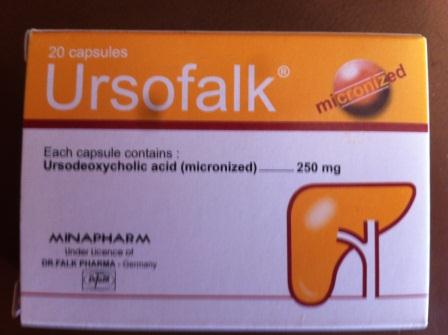 20 capsules
Ursofalk®
micronized
Each capsule contains :
Ursodeoxycholic acid (micronized) 250 mg
MINAPHARM
Under Licence of
DR.FALK PHARMA - Germany